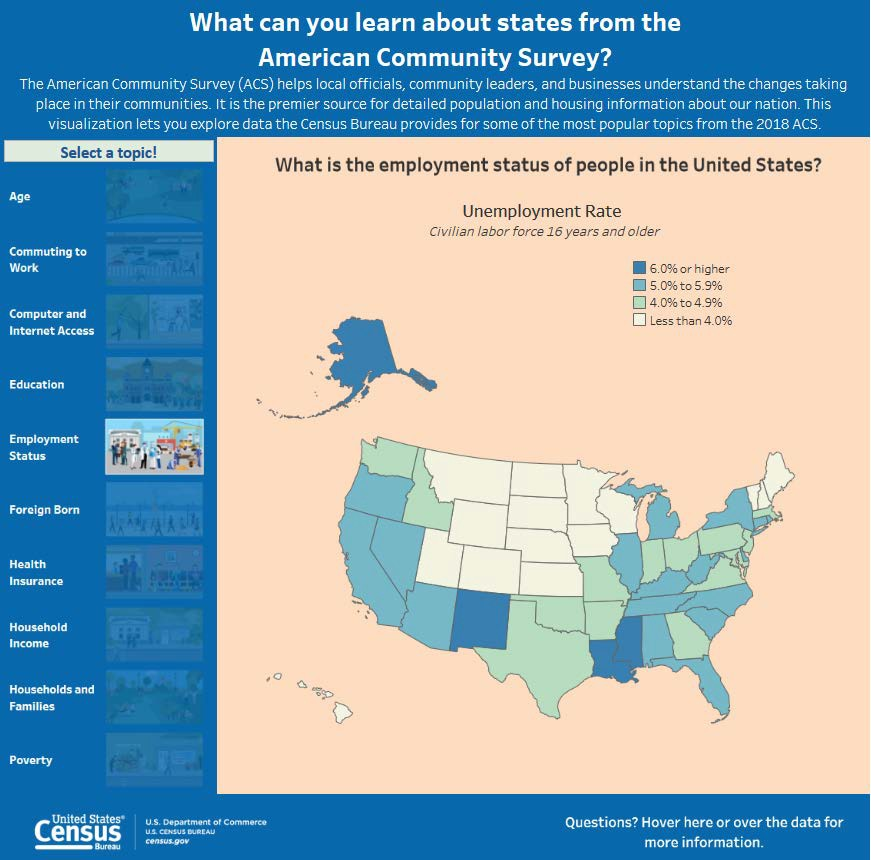 What can you learn about states from the
American Community Survey?
The American Community Survey (ACS) helps local officials, community leaders, and businesses understand the changes taking
place in their communities. It is the premier source for detailed population and housing information about our nation. This
visualization lets you explore data the Census Bureau provides for some of the most popular topics from the 2018 ACS.
Select a topic!
Age
Commuting to
Work
Computer and
Internet Access
Education
Employment
Status
Foreign Born
Health
Insurance
Household
Income
Households and
Families
Poverty
What is the employment status of people in the United States?
Unemployment Rate
Civilian labor force 16 years and older
6.0% or higher
5.0% to 5.9%
4.0% to 4.9%
Less than 4.0%
United States®
Census
Bureau
U.S. Department of Commerce
U.S. CENSUS BUREAU
census.gov
Questions? Hover here or over the data for
more information.